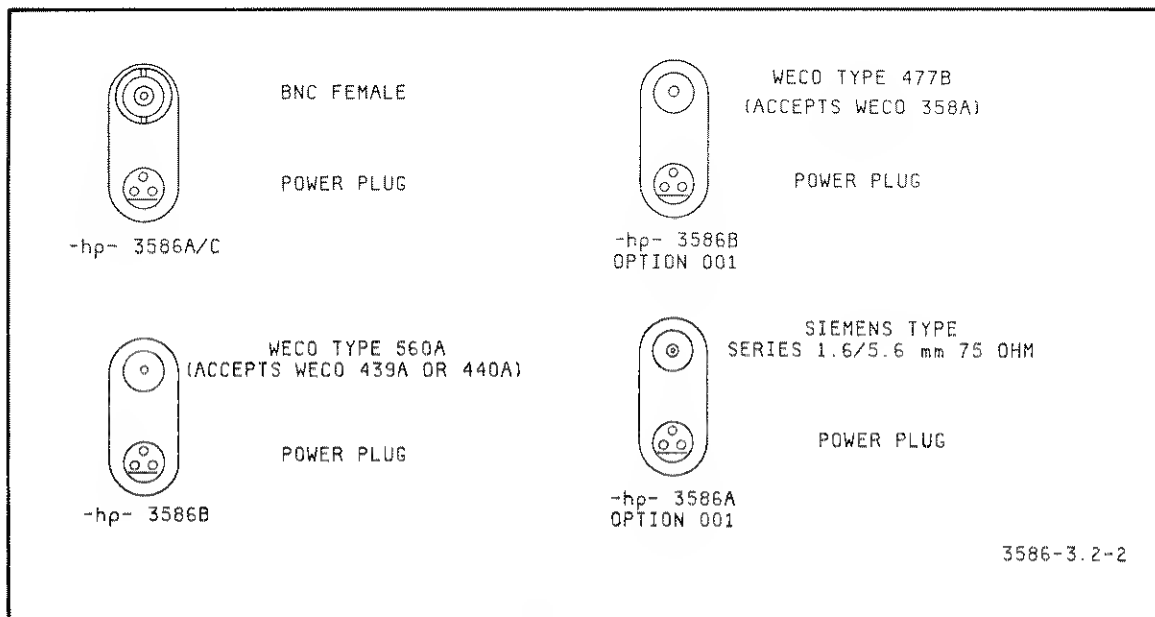 BNC FEMALE
POWER PLUG
-hp- 3586A/C
WECO TYPE 477B
(ACCEPTS WECO 358A)
POWER PLUG
-hp- 3586B
OPTION 001
WECO TYPE 560A
(ACCEPTS WECO 439A OR 440A)
POWER PLUG
-hp- 3586B
SIEMENS TYPE
SERIES 1.6/5.6 mm 75 OHM
POWER PLUG
-hp- 3586A
OPTION 001
3586-3.2-2